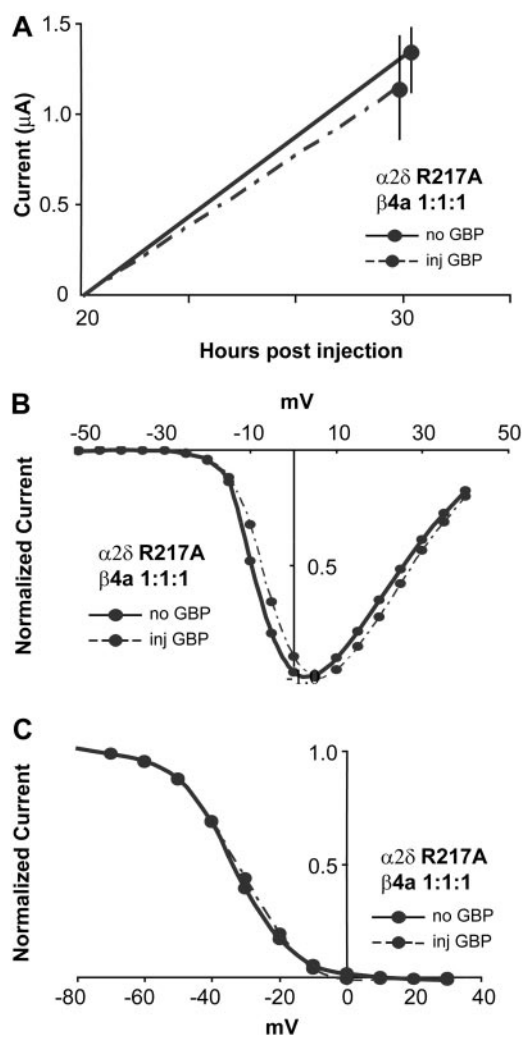 A
1.5
1.0
0.5
0
Current (µA)
20
30
Hours post injection
α2δ R217A
β4a 1:1:1
no GBP
inj GBP
B
mV
-50
-30
-10
10
30
50
0.5
Normalized Current
α2δ R217A
β4a 1:1:1
no GBP
inj GBP
C
1.0
0.5
Normalized Current
α2δ R217A
β4a 1:1:1
no GBP
inj GBP
-80
-60
-40
-20
0
20
40
mV